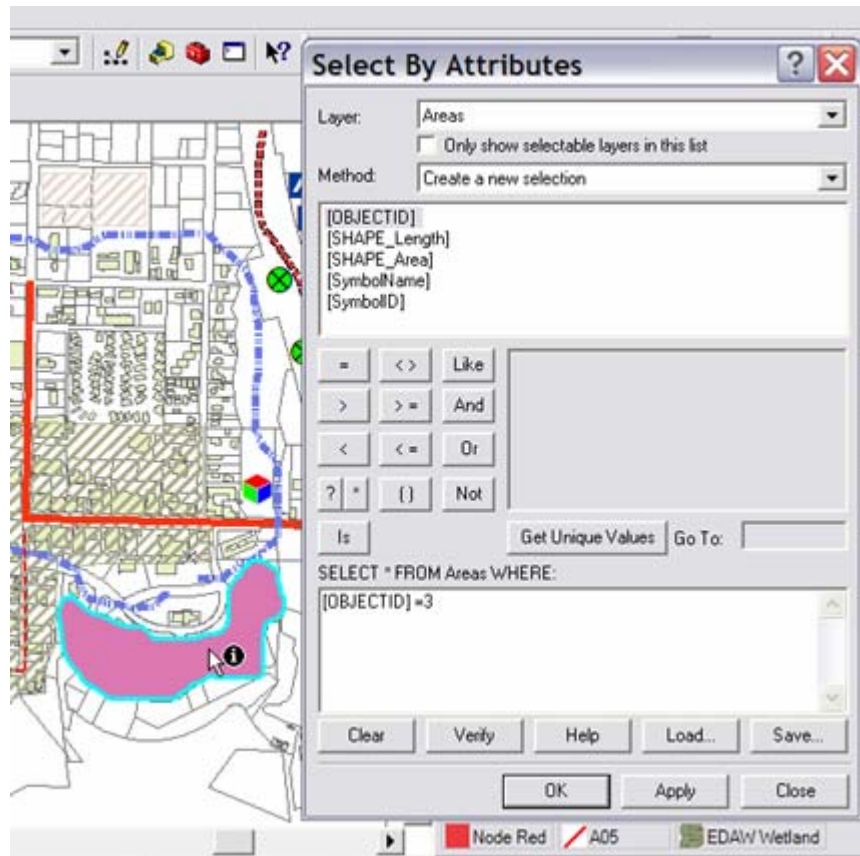 Select By Attributes
Layer: Areas
Only show selectable layers in this list
Method: Create a new selection
[OBJECTID]
[SHAPE_Length]
[SHAPE_Area]
[SymbolName]
[SymbolID]
= <> Like
> >= And
< <= Or
? * () Not
Is Get Unique Values Go To:
SELECT * FROM Areas WHERE:
[OBJECTID] =3
Clear Verify Help Load... Save...
OK Apply Close
Node Red A05 EDAW Wetland